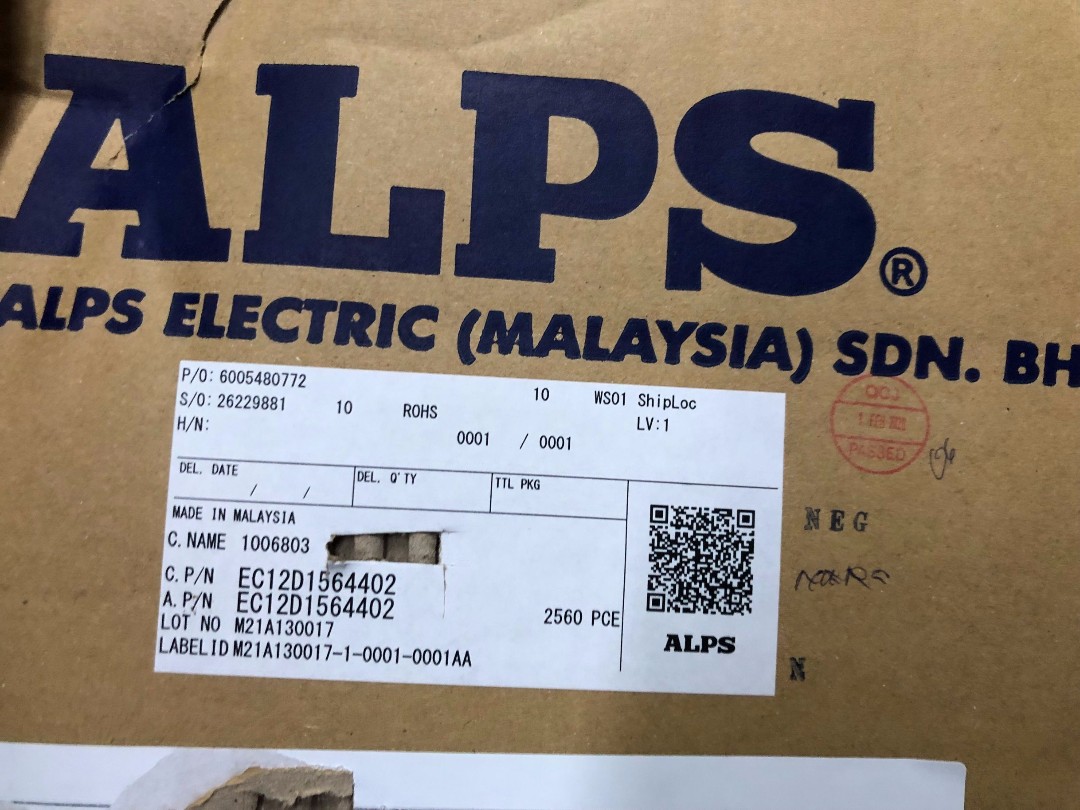 ALPS®
ALPS ELECTRIC (MALAYSIA) SDN. BH
P/O: 6005480772
10 WS01 ShipLoc
S/O: 26229881 10 ROHS
LV:1
H/N:
0001 / 0001
DEL. DATE DEL. Q'TY TTL PKG
/ /
MADE IN MALAYSIA
C. NAME 1006803
C. P/N EC12D1564402
A. P/N EC12D1564402
2560 PCE
LOT NO M21A130017
LABELID M21A130017-1-0001-0001AA
ALPS
PASSED
NEG
N